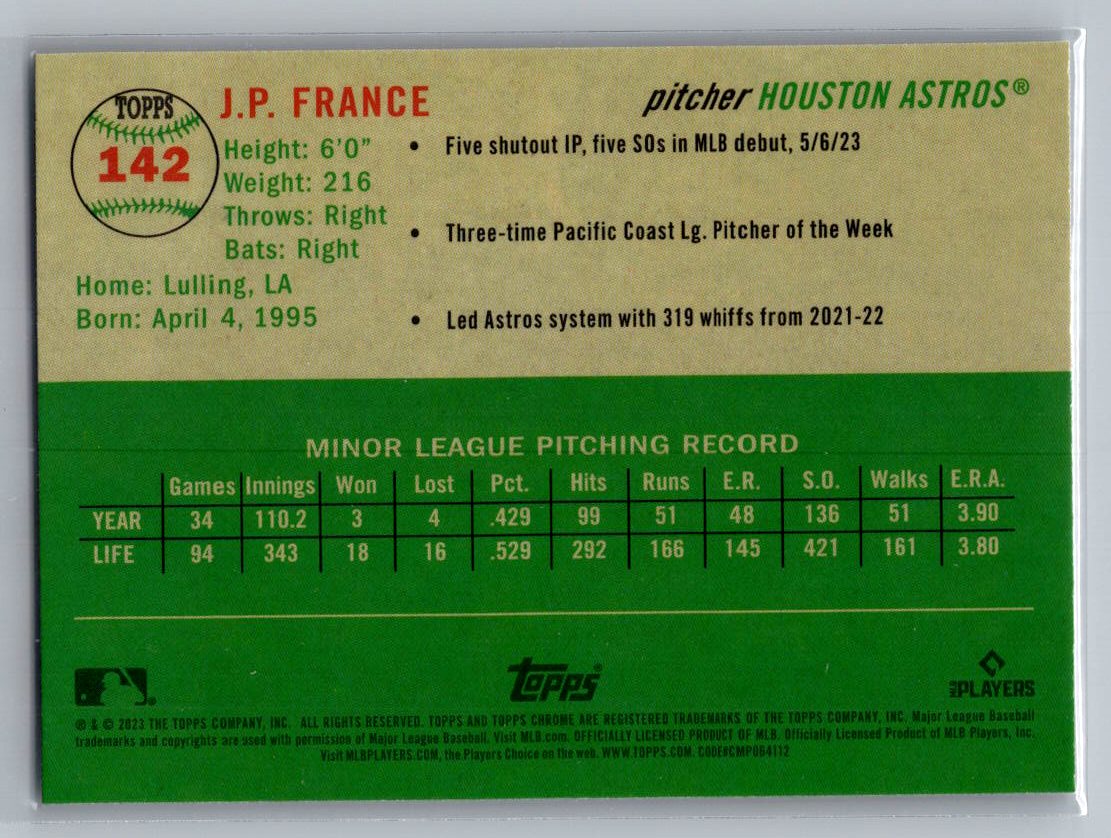 TOPPS
142
J.P. FRANCE
pitcher HOUSTON ASTROS®
Height: 6'0"
Weight: 216
Throws: Right
Bats: Right
Home: Lulling, LA
Born: April 4, 1995
• Five shutout IP, five SOs in MLB debut, 5/6/23
• Three-time Pacific Coast Lg. Pitcher of the Week
• Led Astros system with 319 whiffs from 2021-22
MINOR LEAGUE PITCHING RECORD
Games Innings Won Lost Pct. Hits Runs E.R. S.O. Walks E.R.A.
YEAR 34 110.2 3 4 .429 99 51 48 136 51 3.90
LIFE 94 343 18 16 .529 292 166 145 421 161 3.80
topps®
MLB PLAYERS
® & © 2023 THE TOPPS COMPANY, INC. ALL RIGHTS RESERVED. TOPPS AND TOPPS CHROME ARE REGISTERED TRADEMARKS OF THE TOPPS COMPANY, INC. Major League Baseball
trademarks and copyrights are used with permission of Major League Baseball. Visit MLB.com. OFFICIALLY LICENSED PRODUCT OF MLB. Officially Licensed Product of MLB Players, Inc.
Visit MLBPLAYERS.COM, the Players Choice on the web. WWW.TOPPS.COM. CODE#CMP064112